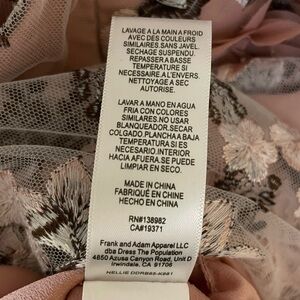 LAVAGE A LA MAIN A FROID
AVEC DES COULEURS
SIMILAIRES.SANS JAVEL.
SECHAGE SUSPENDU.
REPASSER A BASSE
TEMPERATURE SI
NECESSAIRE A L'ENVERS.
NETTOYAGE A SEC
AUTORISE.
LAVAR A MANO EN AGUA
FRIA CON COLORES
SIMILARES.NO USAR
BLANQUEADOR.SECAR
COLGADO.PLANCHA A BAJA
TEMPERATURA SI ES
NECESARIO.INTERIOR
HACIA AFUERA.SE PUEDE
LIMPIAR EN SECO.
MADE IN CHINA
FABRIQUÉ EN CHINE
HECHO EN CHINA
RN#138982
CA#19371
Frank and Adam Apparel LLC
dba Dress The Population
4850 Azusa Canyon Road, Unit D
Irwindale, CA 91706